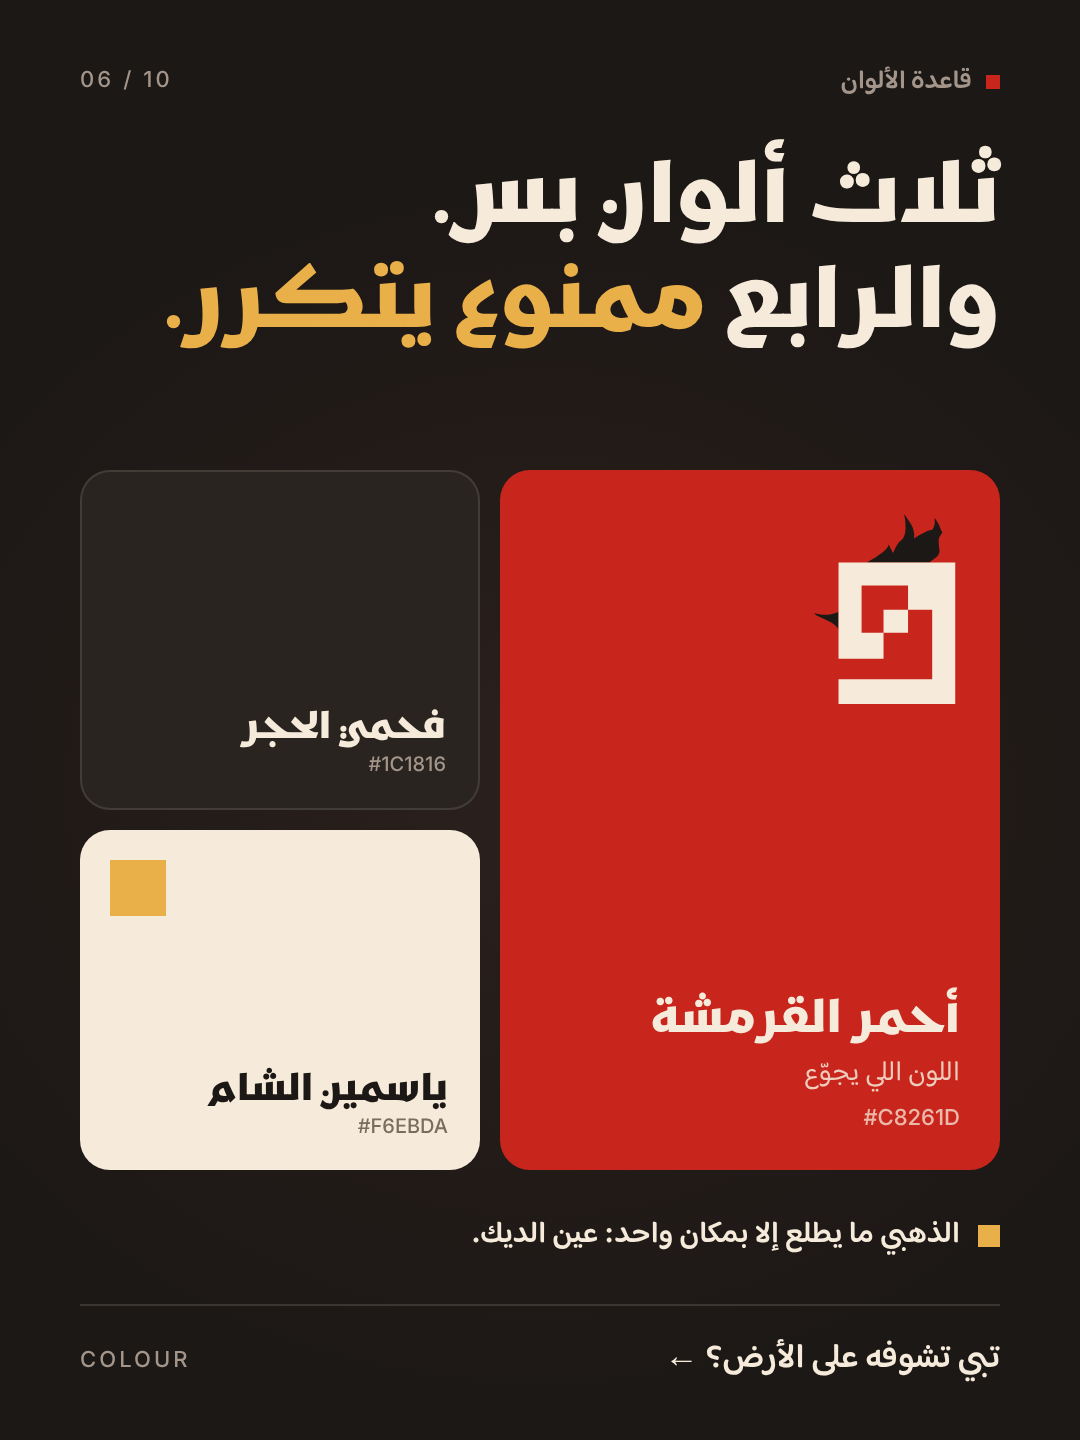 قاعدة الألوان
06 / 10
ثلاث ألوان بس.
والرابع ممنوع يتكرر.
أحمر القرمشة
اللون اللي يجوّع
#C8261D
فحمي الحجر
#1C1816
ياسمين الشام
#F6EBDA
الذهبي ما يطلع إلا بمكان واحد: عين الديك.
تبي تشوفه على الأرض؟ ←
COLOUR